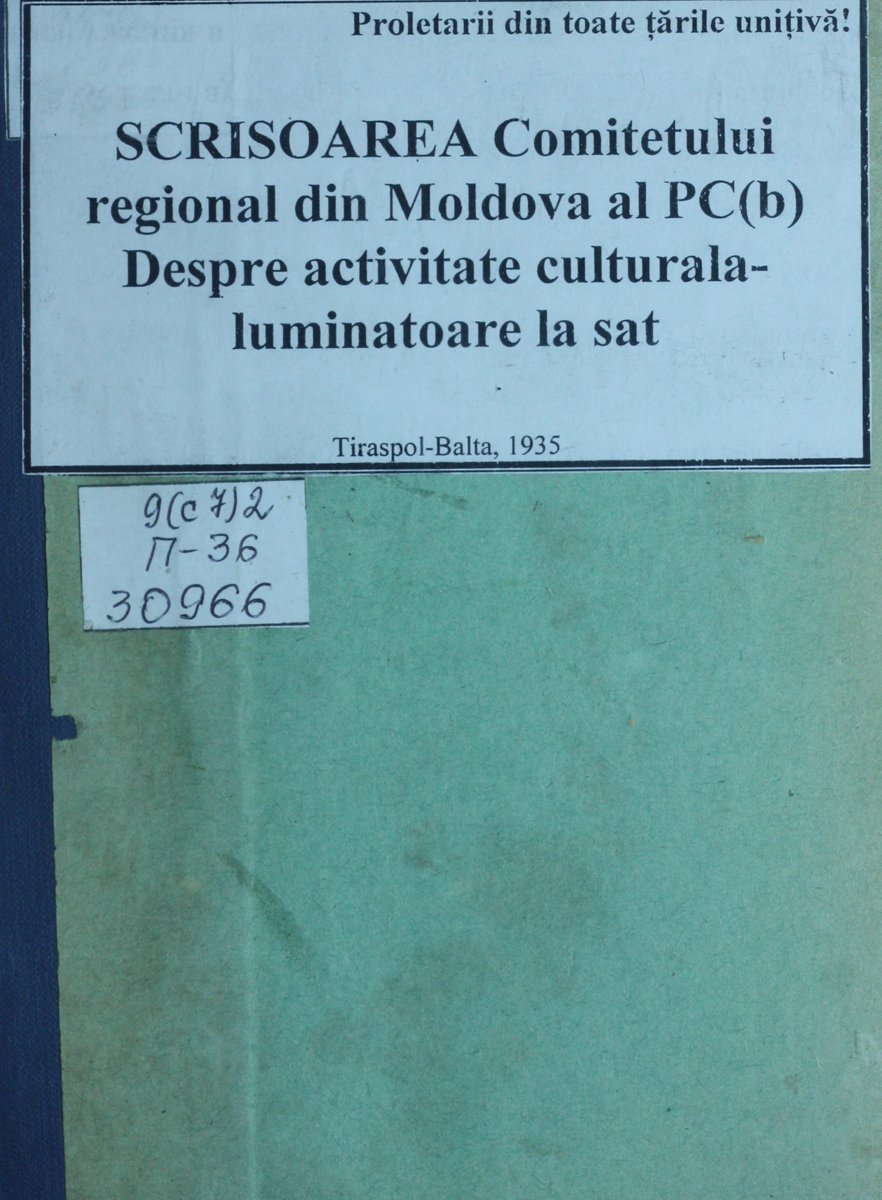 Proletarii din toate țările unițivă!
SCRISOAREA Comitetului
regional din Moldova al PC(b)
Despre activitate culturala-
luminatoare la sat
Tiraspol-Balta, 1935
9(c7)2
П-36
30966